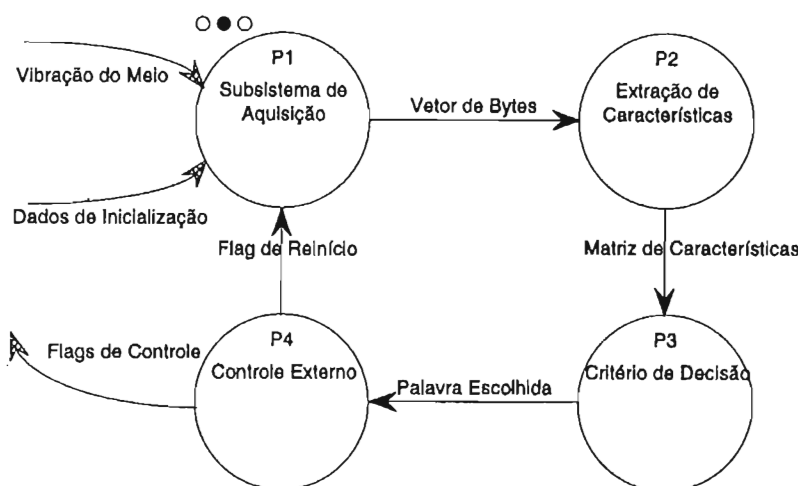 P1
Subsistema de
Aquisição
Vibração do Meio
Dados de Inicialização
Vetor de Bytes
P2
Extração de
Características
Flag de Reinício
Matriz de Características
P4
Controle Externo
Flags de Controle
Palavra Escolhida
P3
Critério de Decisão